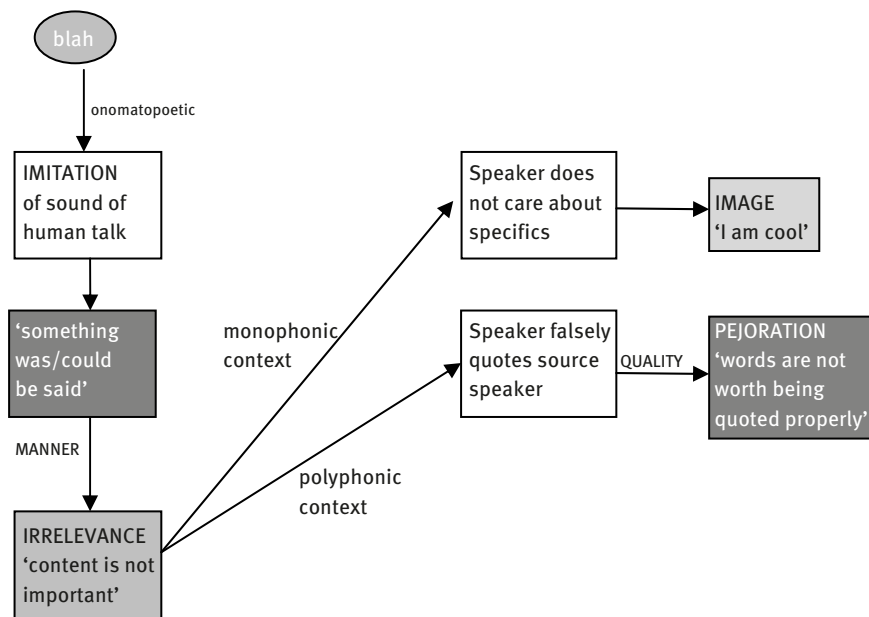 blah
onomatopoetic
IMITATION
of sound of
human talk
‘something
was/could
be said’
MANNER
IRRELEVANCE
‘content is not
important’
monophonic
context
polyphonic
context
Speaker does
not care about
specifics
IMAGE
‘I am cool’
Speaker falsely
quotes source
speaker
QUALITY
PEJORATION
‘words are not
worth being
quoted properly’